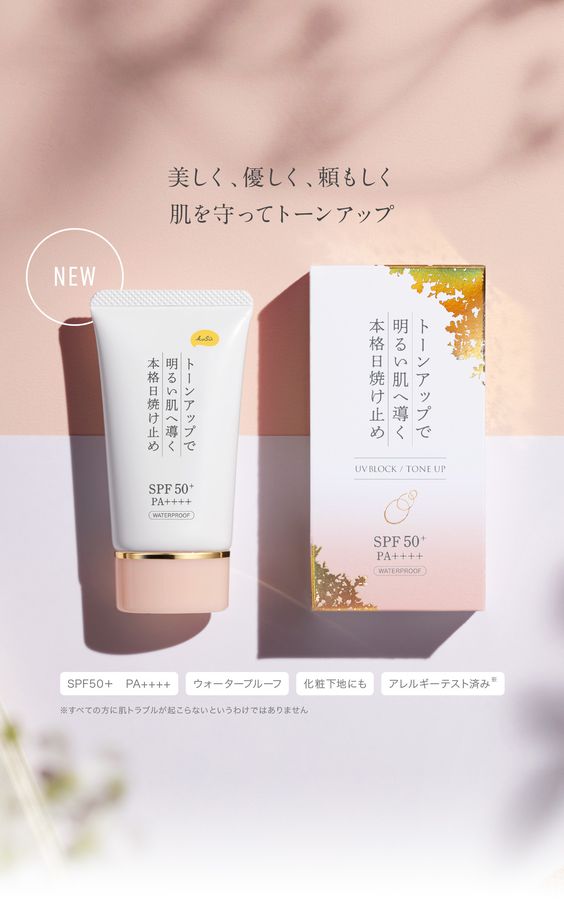 美しく、優しく、頼もしく
肌を守ってトーンアップ
NEW
トーンアップで
明るい肌へ導く
本格日焼け止め
SPF 50+
PA++++
WATERPROOF
トーンアップで
明るい肌へ導く
本格日焼け止め
UV BLOCK / TONE UP
SPF 50+
PA++++
WATERPROOF
SPF50+ PA++++
ウォータープルーフ
化粧下地にも
アレルギーテスト済み※
※すべての方に肌トラブルが起こらないというわけではありません